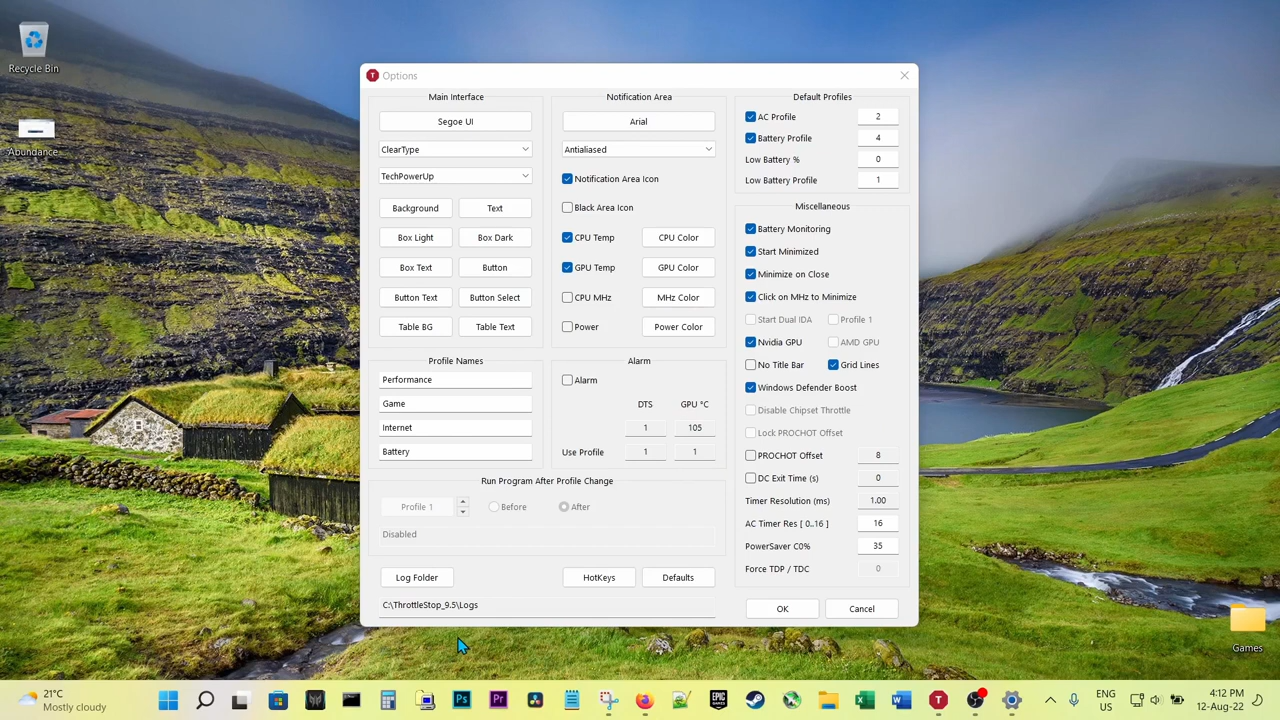 Recycle Bin
Abundance
T Options
Main Interface
Segoe UI
ClearType
TechPowerUp
Background Text
Box Light Box Dark
Box Text Button
Button Text Button Select
Table BG Table Text
Notification Area
Arial
Antialiased
Notification Area Icon
Black Area Icon
CPU Temp CPU Color
GPU Temp GPU Color
CPU MHz MHz Color
Power Power Color
Default Profiles
AC Profile 2
Battery Profile 4
Low Battery % 0
Low Battery Profile 1
Profile Names
Performance
Game
Internet
Battery
Alarm
Alarm
DTS GPU °C
1 105
Use Profile 1 1
Miscellaneous
Battery Monitoring
Start Minimized
Minimize on Close
Click on MHz to Minimize
Start Dual IDA Profile 1
Nvidia GPU AMD GPU
No Title Bar Grid Lines
Windows Defender Boost
Disable Chipset Throttle
Lock PROCHOT Offset
PROCHOT Offset 8
DC Exit Time (s) 0
Timer Resolution (ms) 1.00
AC Timer Res [ 0..16 ] 16
PowerSaver C0% 35
Force TDP / TDC 0
Run Program After Profile Change
Profile 1 Before After
Disabled
Log Folder HotKeys Defaults
C:\ThrottleStop_9.5\Logs
OK Cancel
Games
21°C
Mostly cloudy
Ps
Pr
EPIC
GAMES
X
W
T
ENG
US
4:12 PM
12-Aug-22